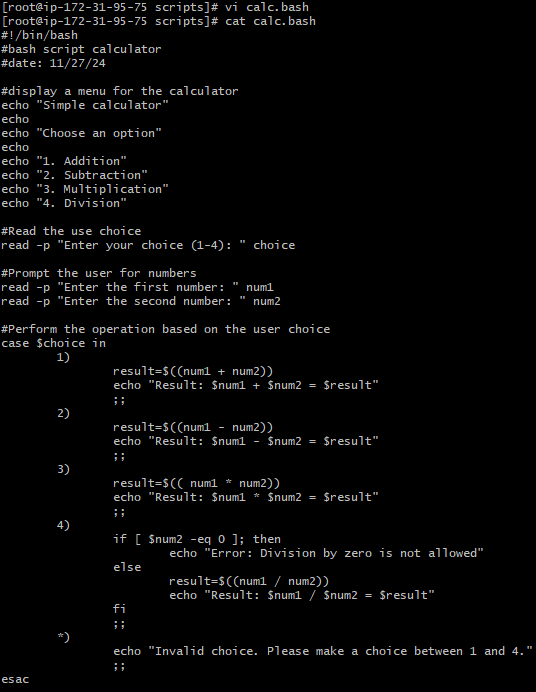 [root@ip-172-31-95-75 scripts]# vi calc.bash
[root@ip-172-31-95-75 scripts]# cat calc.bash
#!/bin/bash
#bash script calculator
#date: 11/27/24

#display a menu for the calculator
echo "Simple calculator"
echo
echo "Choose an option"
echo
echo "1. Addition"
echo "2. Subtraction"
echo "3. Multiplication"
echo "4. Division"

#Read the use choice
read -p "Enter your choice (1-4): " choice

#Prompt the user for numbers
read -p "Enter the first number: " num1
read -p "Enter the second number: " num2

#Perform the operation based on the user choice
case $choice in
        1)
                result=$((num1 + num2))
                echo "Result: $num1 + $num2 = $result"
                ;;
        2)
                result=$((num1 - num2))
                echo "Result: $num1 - $num2 = $result"
                ;;
        3)
                result=$(( num1 * num2))
                echo "Result: $num1 * $num2 = $result"
                ;;
        4)
                if [ $num2 -eq 0 ]; then
                        echo "Error: Division by zero is not allowed"
                else
                        result=$((num1 / num2))
                        echo "Result: $num1 / $num2 = $result"
                fi
                ;;
        *)
                echo "Invalid choice. Please make a choice between 1 and 4."
                ;;
esac